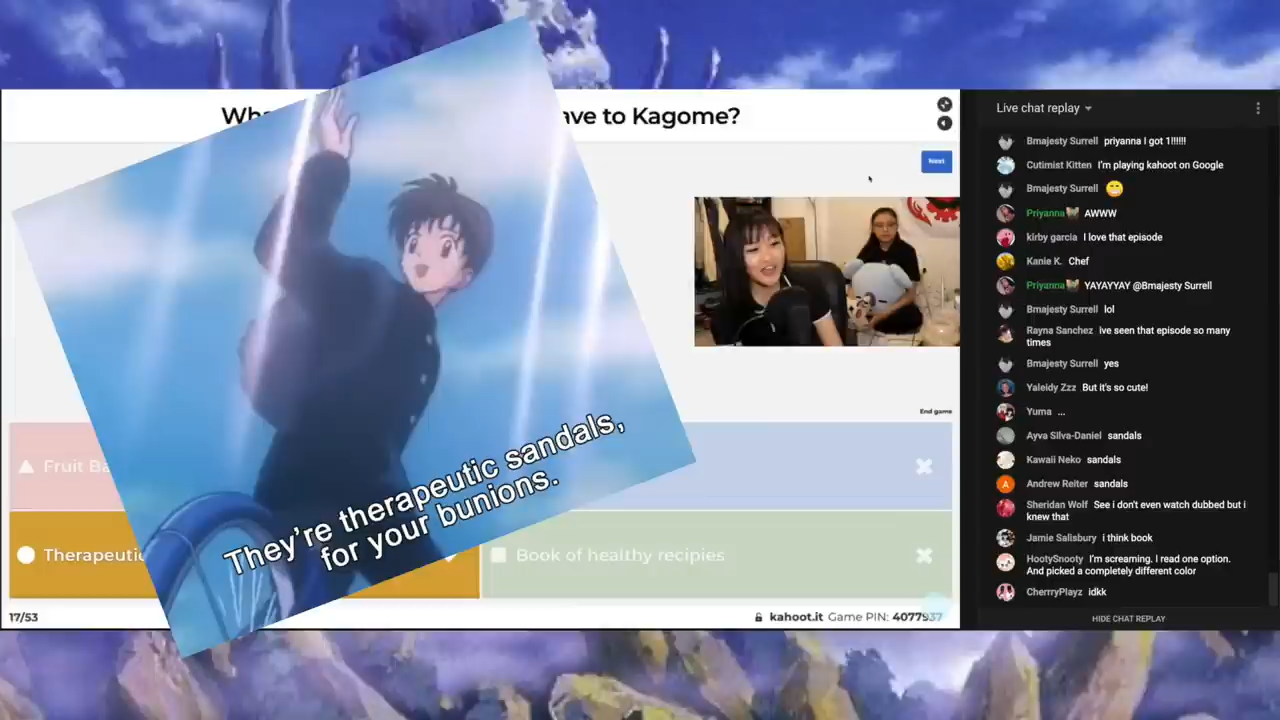 ave to Kagome?
Next
End game
Fruit
They're therapeutic sandals,
for your bunions.
Book of healthy recipies
17/53
kahoot.it Game PIN: 4077937
Live chat replay
Bmajesty Surrell priyanna I got 1!!!!!!
Cutimist Kitten I'm playing kahoot on Google
Bmajesty Surrell 😁
Priyanna AWWW
kirby garcia I love that episode
Kanie K. Chef
Priyanna YAYAYYAY @Bmajesty Surrell
Bmajesty Surrell lol
Rayna Sanchez ive seen that episode so many
times
Bmajesty Surrell yes
Yaleidy Zzz But it's so cute!
Yuma ...
Ayva Silva-Daniel sandals
Kawaii Neko sandals
Andrew Reiter sandals
Sheridan Wolf See i don't even watch dubbed but i
knew that
Jamie Salisbury i think book
HootySnooty I'm screaming. I read one option.
And picked a completely different color
CherrryPlayz idkk
HIDE CHAT REPLAY